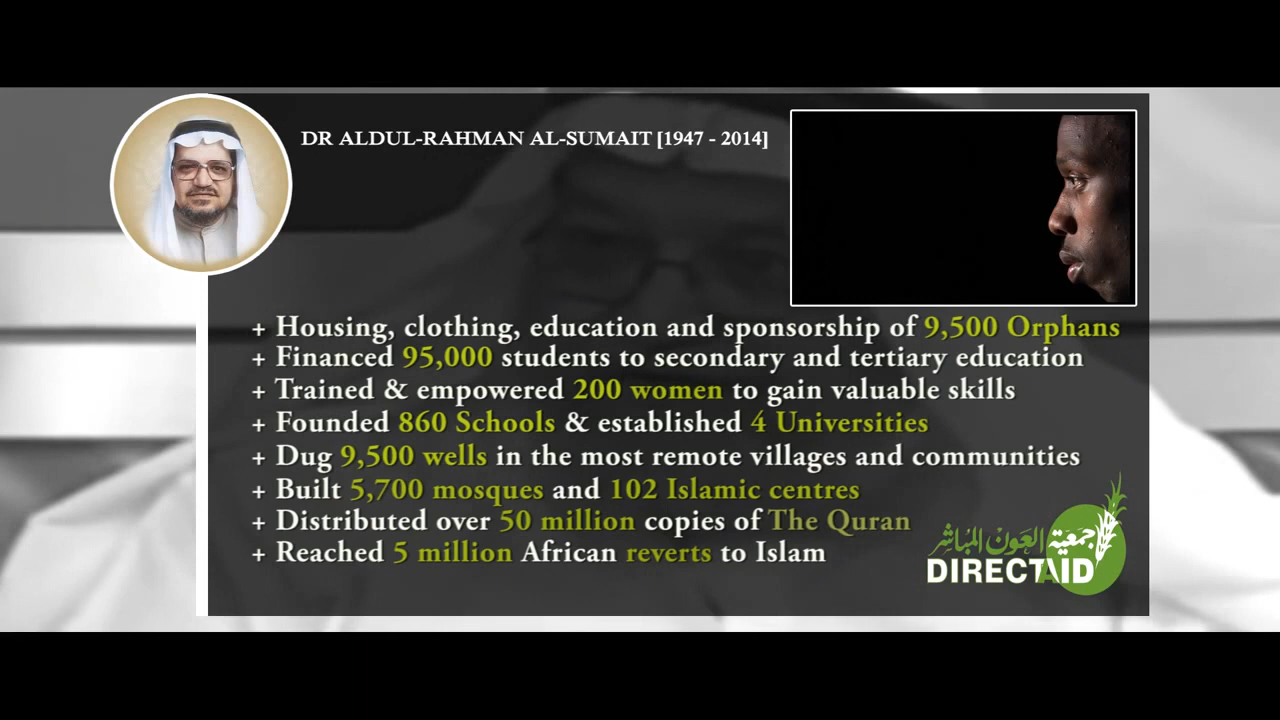 DR ALDUL-RAHMAN AL-SUMAIT [1947 - 2014]
+ Housing, clothing, education and sponsorship of 9,500 Orphans
+ Financed 95,000 students to secondary and tertiary education
+ Trained & empowered 200 women to gain valuable skills
+ Founded 860 Schools & established 4 Universities
+ Dug 9,500 wells in the most remote villages and communities
+ Built 5,700 mosques and 102 Islamic centres
+ Distributed over 50 million copies of The Quran
+ Reached 5 million African reverts to Islam
جمعية العون المباشر
DIRECT AID